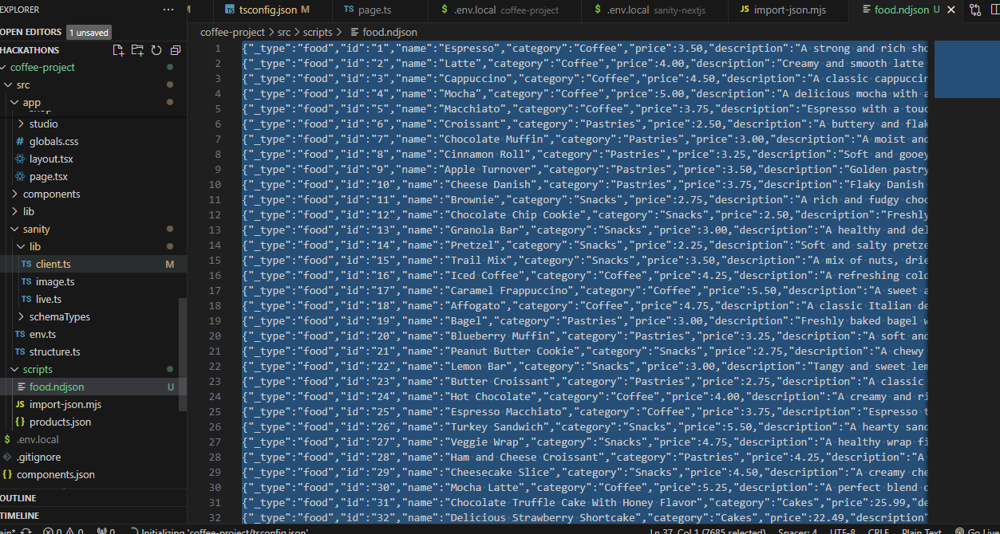 EXPLORER ··· M tsconfig.json M TS page.ts $ .env.local coffee-project $ .env.local sanity-nextjs JS import-json.mjs food.ndjson U
OPEN EDITORS 1 unsaved
coffee-project > src > scripts > food.ndjson
HACKATHONS
coffee-project
src
app
studio
# globals.css
layout.tsx
page.tsx
components
lib
sanity
lib
TS client.ts M
TS image.ts
TS live.ts
schemaTypes
TS env.ts
TS structure.ts
scripts
food.ndjson U
JS import-json.mjs
{} products.json
$ .env.local
.gitignore
{} components.json
OUTLINE
TIMELINE
1 {"_type":"food","id":"1","name":"Espresso","category":"Coffee","price":3.50,"description":"A strong and rich sho
2 {"_type":"food","id":"2","name":"Latte","category":"Coffee","price":4.00,"description":"Creamy and smooth latte
3 {"_type":"food","id":"3","name":"Cappuccino","category":"Coffee","price":4.50,"description":"A classic cappuccin
4 {"_type":"food","id":"4","name":"Mocha","category":"Coffee","price":5.00,"description":"A delicious mocha with a
5 {"_type":"food","id":"5","name":"Macchiato","category":"Coffee","price":3.75,"description":"Espresso with a touc
6 {"_type":"food","id":"6","name":"Croissant","category":"Pastries","price":2.50,"description":"A buttery and flak
7 {"_type":"food","id":"7","name":"Chocolate Muffin","category":"Pastries","price":3.00,"description":"A moist and
8 {"_type":"food","id":"8","name":"Cinnamon Roll","category":"Pastries","price":3.25,"description":"Soft and gooey
9 {"_type":"food","id":"9","name":"Apple Turnover","category":"Pastries","price":3.50,"description":"Golden pastry
10 {"_type":"food","id":"10","name":"Cheese Danish","category":"Pastries","price":3.75,"description":"Flaky Danish
11 {"_type":"food","id":"11","name":"Brownie","category":"Snacks","price":2.75,"description":"A rich and fudgy choc
12 {"_type":"food","id":"12","name":"Chocolate Chip Cookie","category":"Snacks","price":2.50,"description":"Freshly
13 {"_type":"food","id":"13","name":"Granola Bar","category":"Snacks","price":3.00,"description":"A healthy and del
14 {"_type":"food","id":"14","name":"Pretzel","category":"Snacks","price":2.25,"description":"Soft and salty pretze
15 {"_type":"food","id":"15","name":"Trail Mix","category":"Snacks","price":3.50,"description":"A mix of nuts, drie
16 {"_type":"food","id":"16","name":"Iced Coffee","category":"Coffee","price":4.25,"description":"A refreshing cold
17 {"_type":"food","id":"17","name":"Caramel Frappuccino","category":"Coffee","price":5.50,"description":"A sweet a
18 {"_type":"food","id":"18","name":"Affogato","category":"Coffee","price":4.75,"description":"A classic Italian de
19 {"_type":"food","id":"19","name":"Bagel","category":"Pastries","price":3.00,"description":"Freshly baked bagel w
20 {"_type":"food","id":"20","name":"Blueberry Muffin","category":"Pastries","price":3.25,"description":"A soft and
21 {"_type":"food","id":"21","name":"Peanut Butter Cookie","category":"Snacks","price":2.75,"description":"A chewy
22 {"_type":"food","id":"22","name":"Lemon Bar","category":"Snacks","price":3.00,"description":"Tangy and sweet lem
23 {"_type":"food","id":"23","name":"Butter Croissant","category":"Pastries","price":2.75,"description":"A classic
24 {"_type":"food","id":"24","name":"Hot Chocolate","category":"Coffee","price":4.00,"description":"A creamy and ri
25 {"_type":"food","id":"25","name":"Espresso Macchiato","category":"Coffee","price":3.75,"description":"Espresso t
26 {"_type":"food","id":"26","name":"Turkey Sandwich","category":"Snacks","price":5.50,"description":"A hearty sand
27 {"_type":"food","id":"27","name":"Veggie Wrap","category":"Snacks","price":4.75,"description":"A healthy wrap fi
28 {"_type":"food","id":"28","name":"Ham and Cheese Croissant","category":"Pastries","price":4.25,"description":"A
29 {"_type":"food","id":"29","name":"Cheesecake Slice","category":"Snacks","price":4.50,"description":"A creamy che
30 {"_type":"food","id":"30","name":"Mocha Latte","category":"Coffee","price":5.25,"description":"A perfect blend o
31 {"_type":"food","id":"31","name":"Chocolate Truffle Cake With Honey Flavor","category":"Cakes","price":25.99,"de
32 {"_type":"food","id":"32","name":"Delicious Strawberry Shortcake","category":"Cakes","price":22.49,"description"
ain* 0 0 0 Initializing 'coffee-project/tsconfig.json' Ln 37, Col 1 (7685 selected) Spaces: 4 UTF-8 CRLF Plain Text Go Live